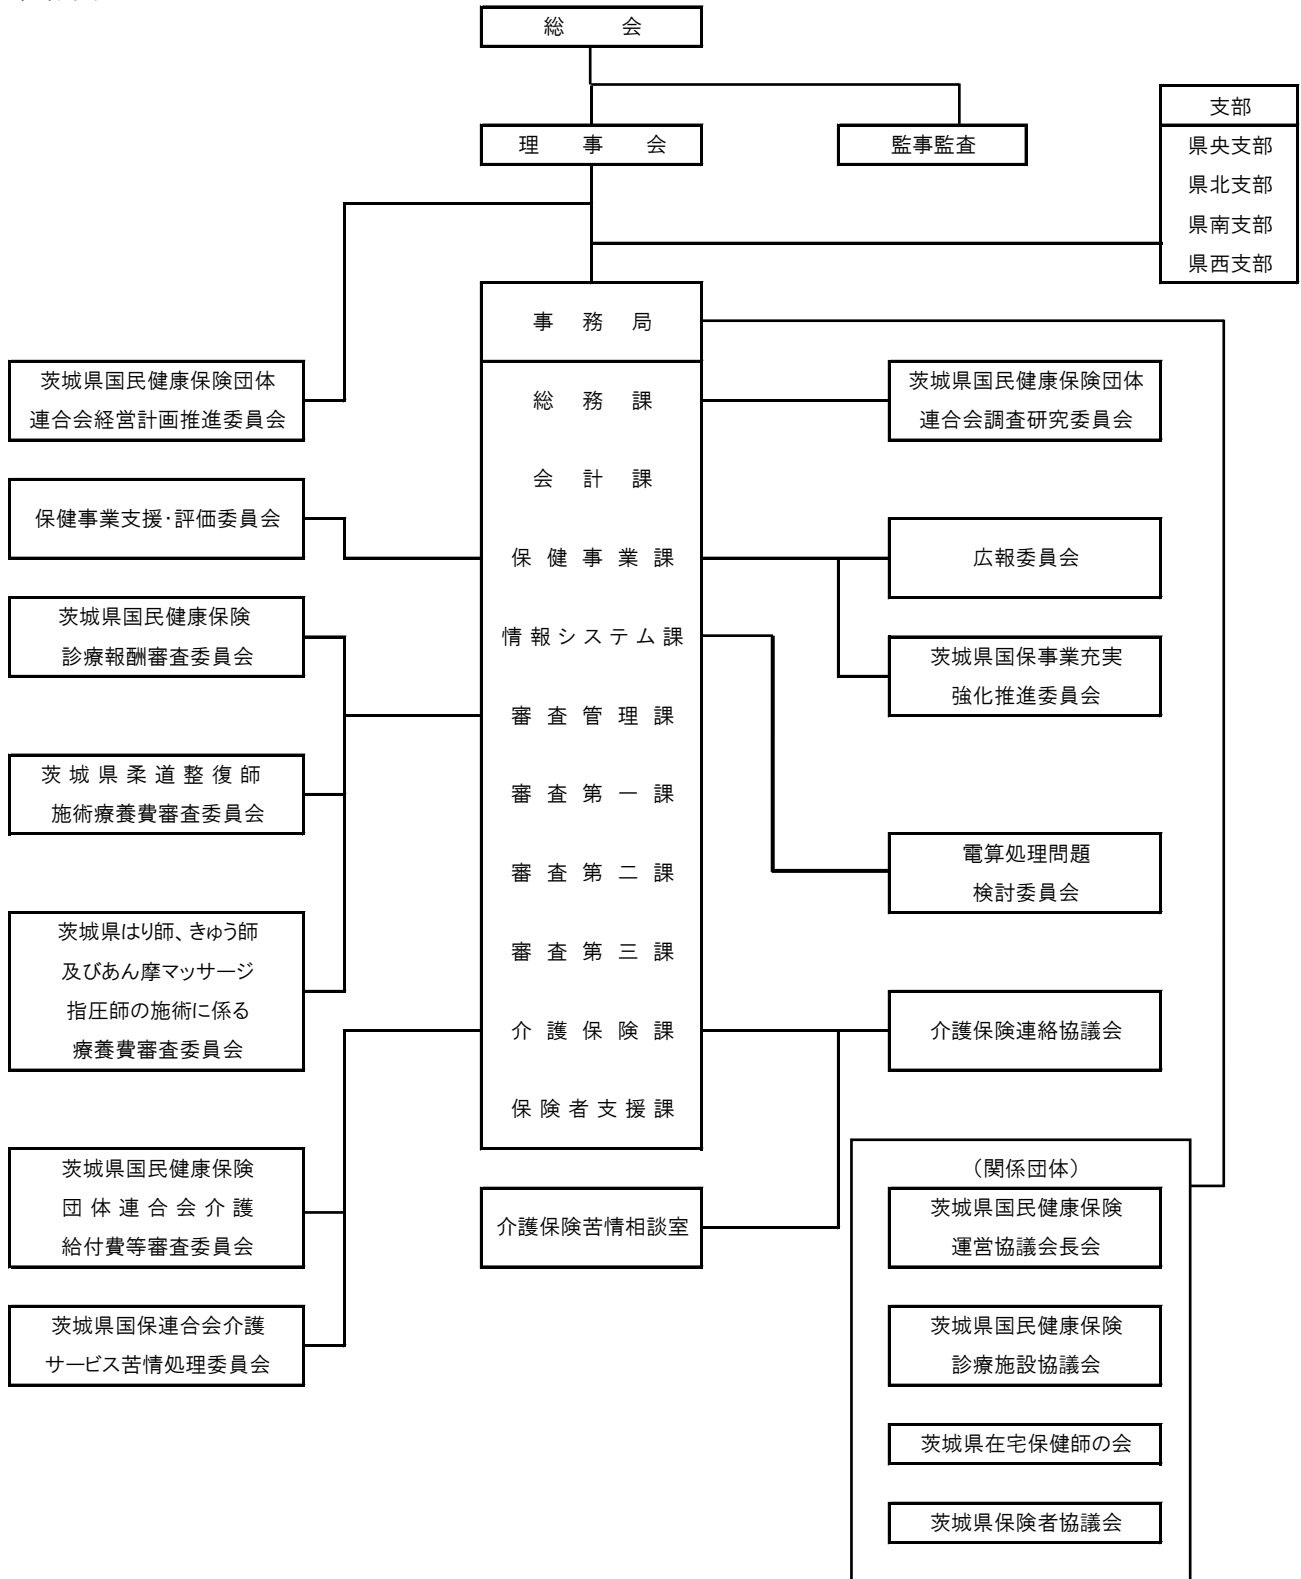 総会
理事会
監事監査
支部
県央支部
県北支部
県南支部
県西支部
事務局
総務課
会計課
保健事業課
情報システム課
審査管理課
審査第一課
審査第二課
審査第三課
介護保険課
保険者支援課
茨城県国民健康保険団体
連合会経営計画推進委員会
保健事業支援・評価委員会
茨城県国民健康保険
診療報酬審査委員会
茨城県柔道整復師
施術療養費審査委員会
茨城県はり師、きゅう師
及びあん摩マッサージ
指圧師の施術に係る
療養費審査委員会
茨城県国民健康保険
団体連合会介護
給付費等審査委員会
茨城県国保連合会介護
サービス苦情処理委員会
介護保険苦情相談室
茨城県国民健康保険団体
連合会調査研究委員会
広報委員会
茨城県国保事業充実
強化推進委員会
電算処理問題
検討委員会
介護保険連絡協議会
（関係団体）
茨城県国民健康保険
運営協議会長会
茨城県国民健康保険
診療施設協議会
茨城県在宅保健師の会
茨城県保険者協議会